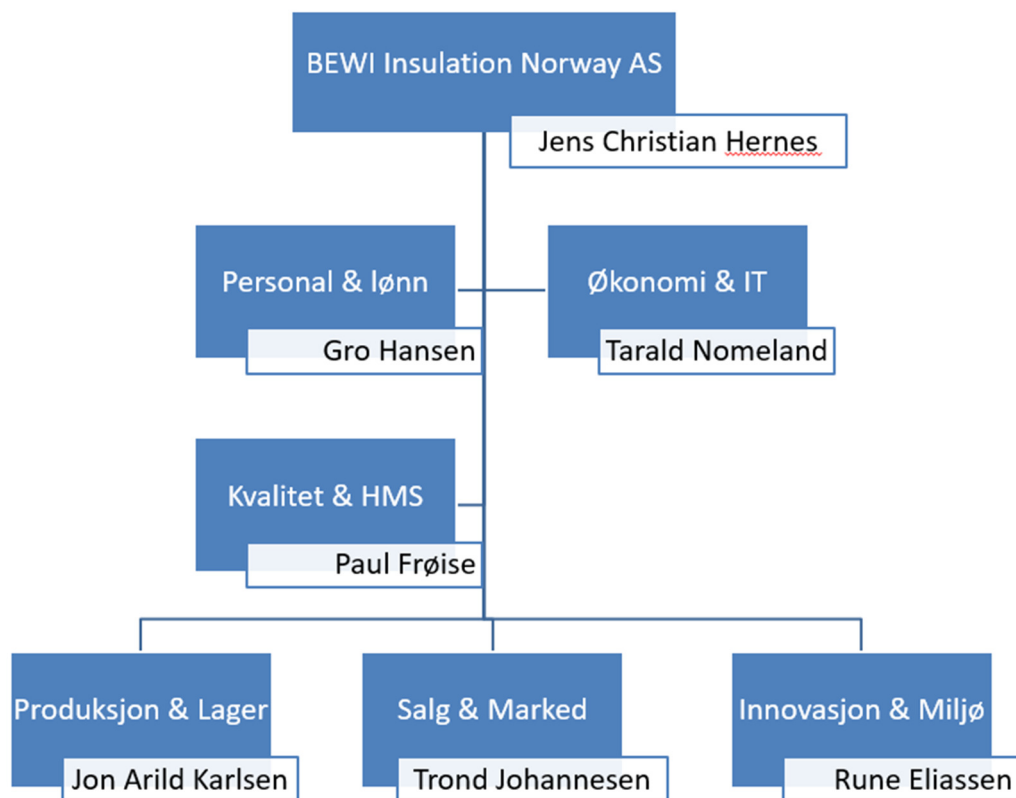 BEWI Insulation Norway AS
Jens Christian Hernes
Personal & lønn
Gro Hansen
Økonomi & IT
Tarald Nomeland
Kvalitet & HMS
Paul Frøise
Produksjon & Lager
Jon Arild Karlsen
Salg & Marked
Trond Johannesen
Innovasjon & Miljø
Rune Eliassen